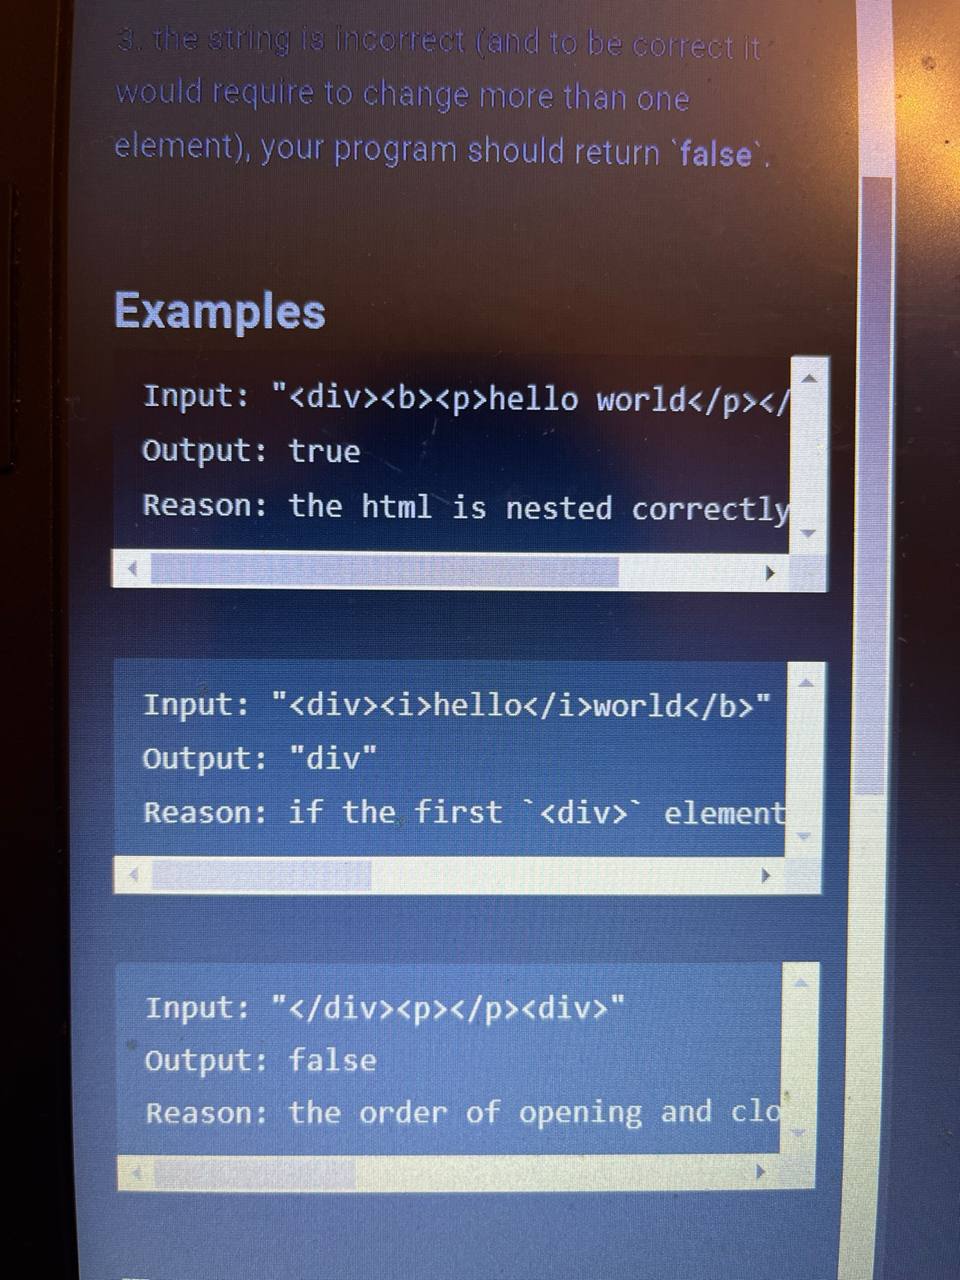 3. the string is incorrect (and to be correct it
would require to change more than one
element), your program should return `false`.
Examples
Input: "<div><b><p>hello world</p></
Output: true
Reason: the html is nested correctly
Input: "<div><i>hello</i>world</b>"
Output: "div"
Reason: if the first `<div>` element
Input: "</div><p></p><div>"
Output: false
Reason: the order of opening and clo